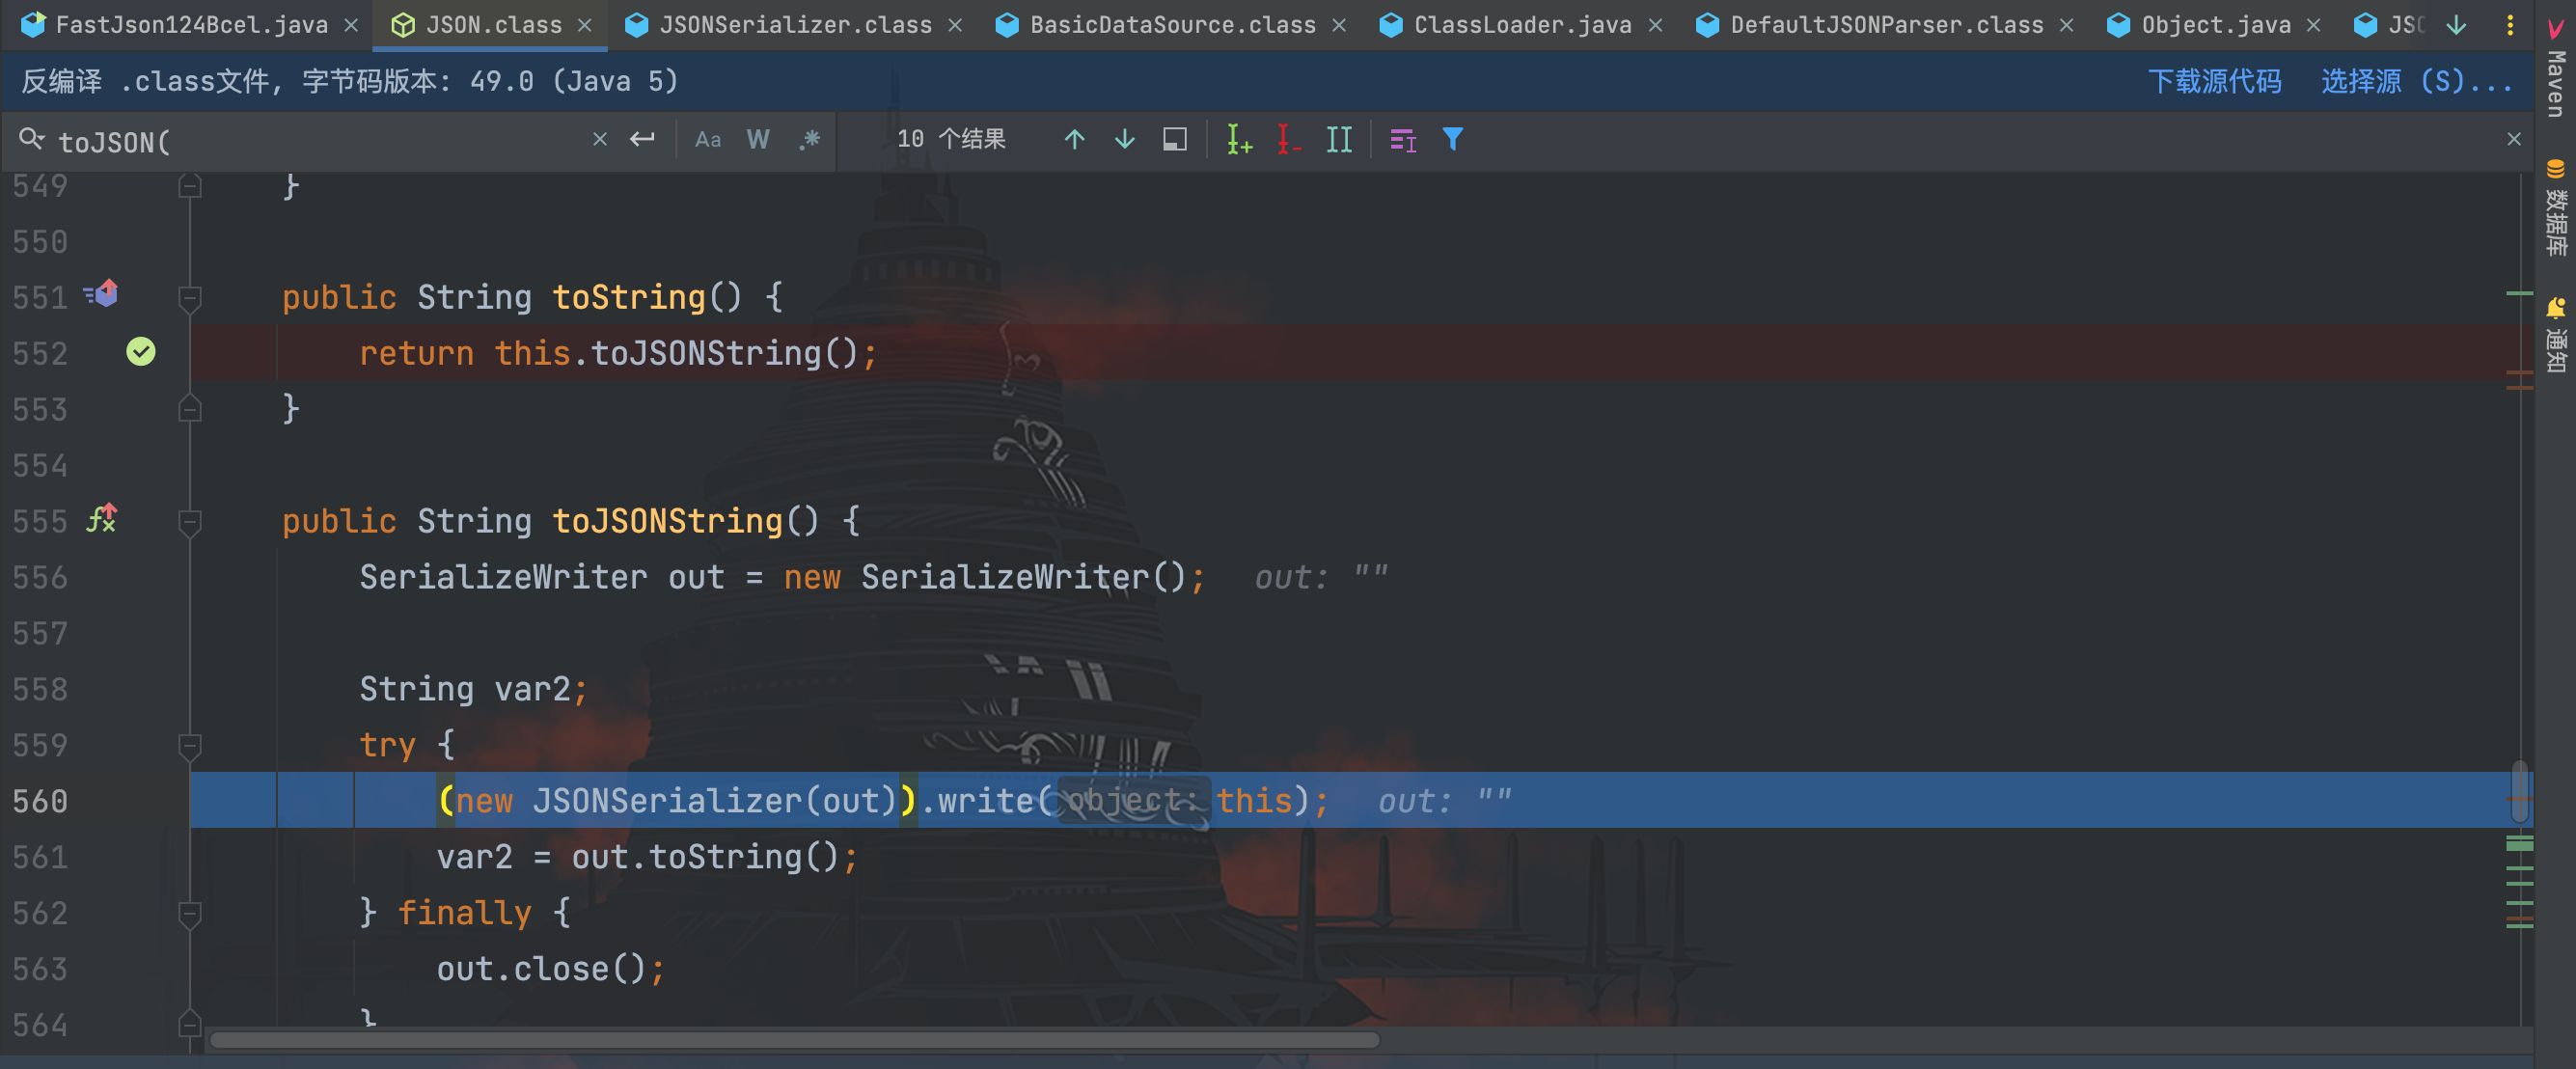 FastJson124Bcel.java JSON.class JSONSerializer.class BasicDataSource.class ClassLoader.java DefaultJSONParser.class Object.java
反编译 .class文件, 字节码版本: 49.0 (Java 5) 下载源代码 选择源 (S)...
toJSON( Aa W .* 10 个结果
549 }
550
551 public String toString() {
552 return this.toJSONString();
553 }
554
555 public String toJSONString() {
556 SerializeWriter out = new SerializeWriter(); out: ""
557
558 String var2;
559 try {
560 (new JSONSerializer(out)).write( object: this); out: ""
561 var2 = out.toString();
562 } finally {
563 out.close();
564 }
Maven
数据库
通知